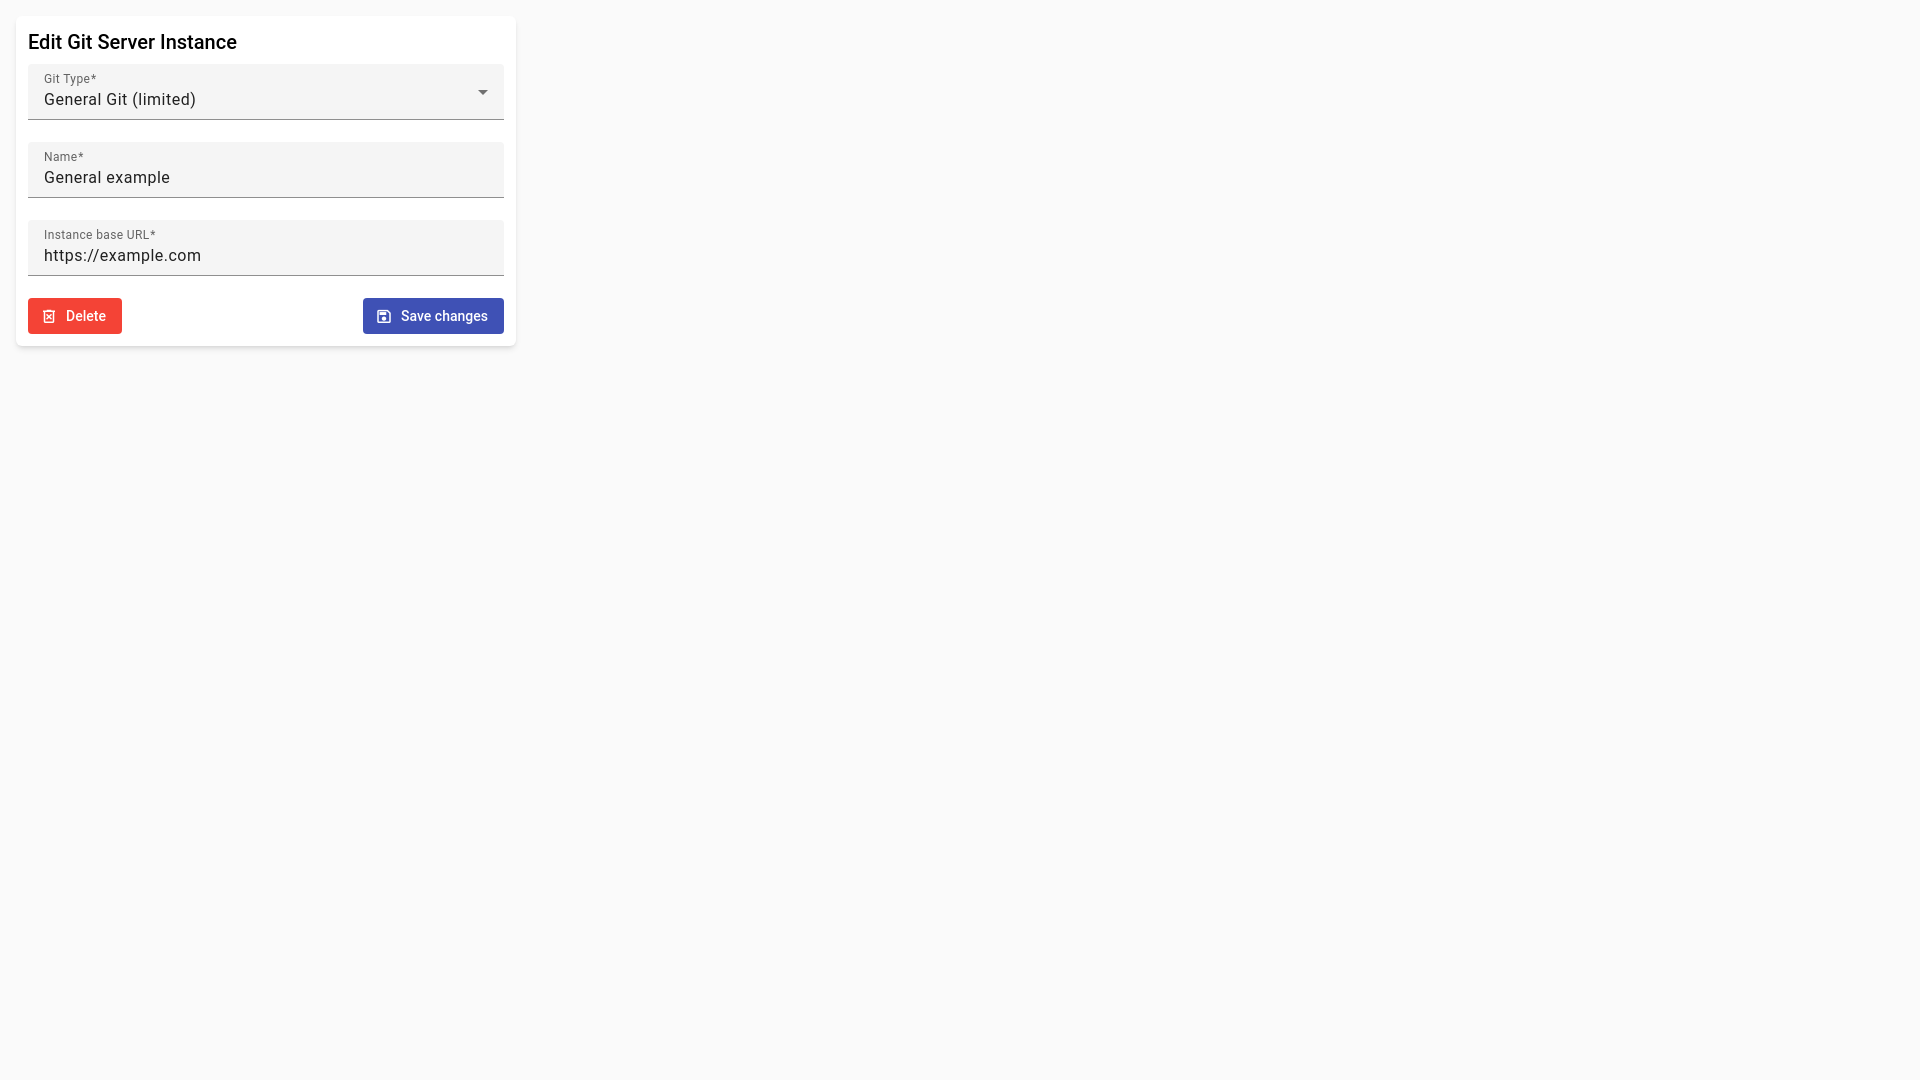 Edit Git Server Instance
Git Type*
General Git (limited)
Name*
General example
Instance base URL*
https://example.com
Delete
Save changes